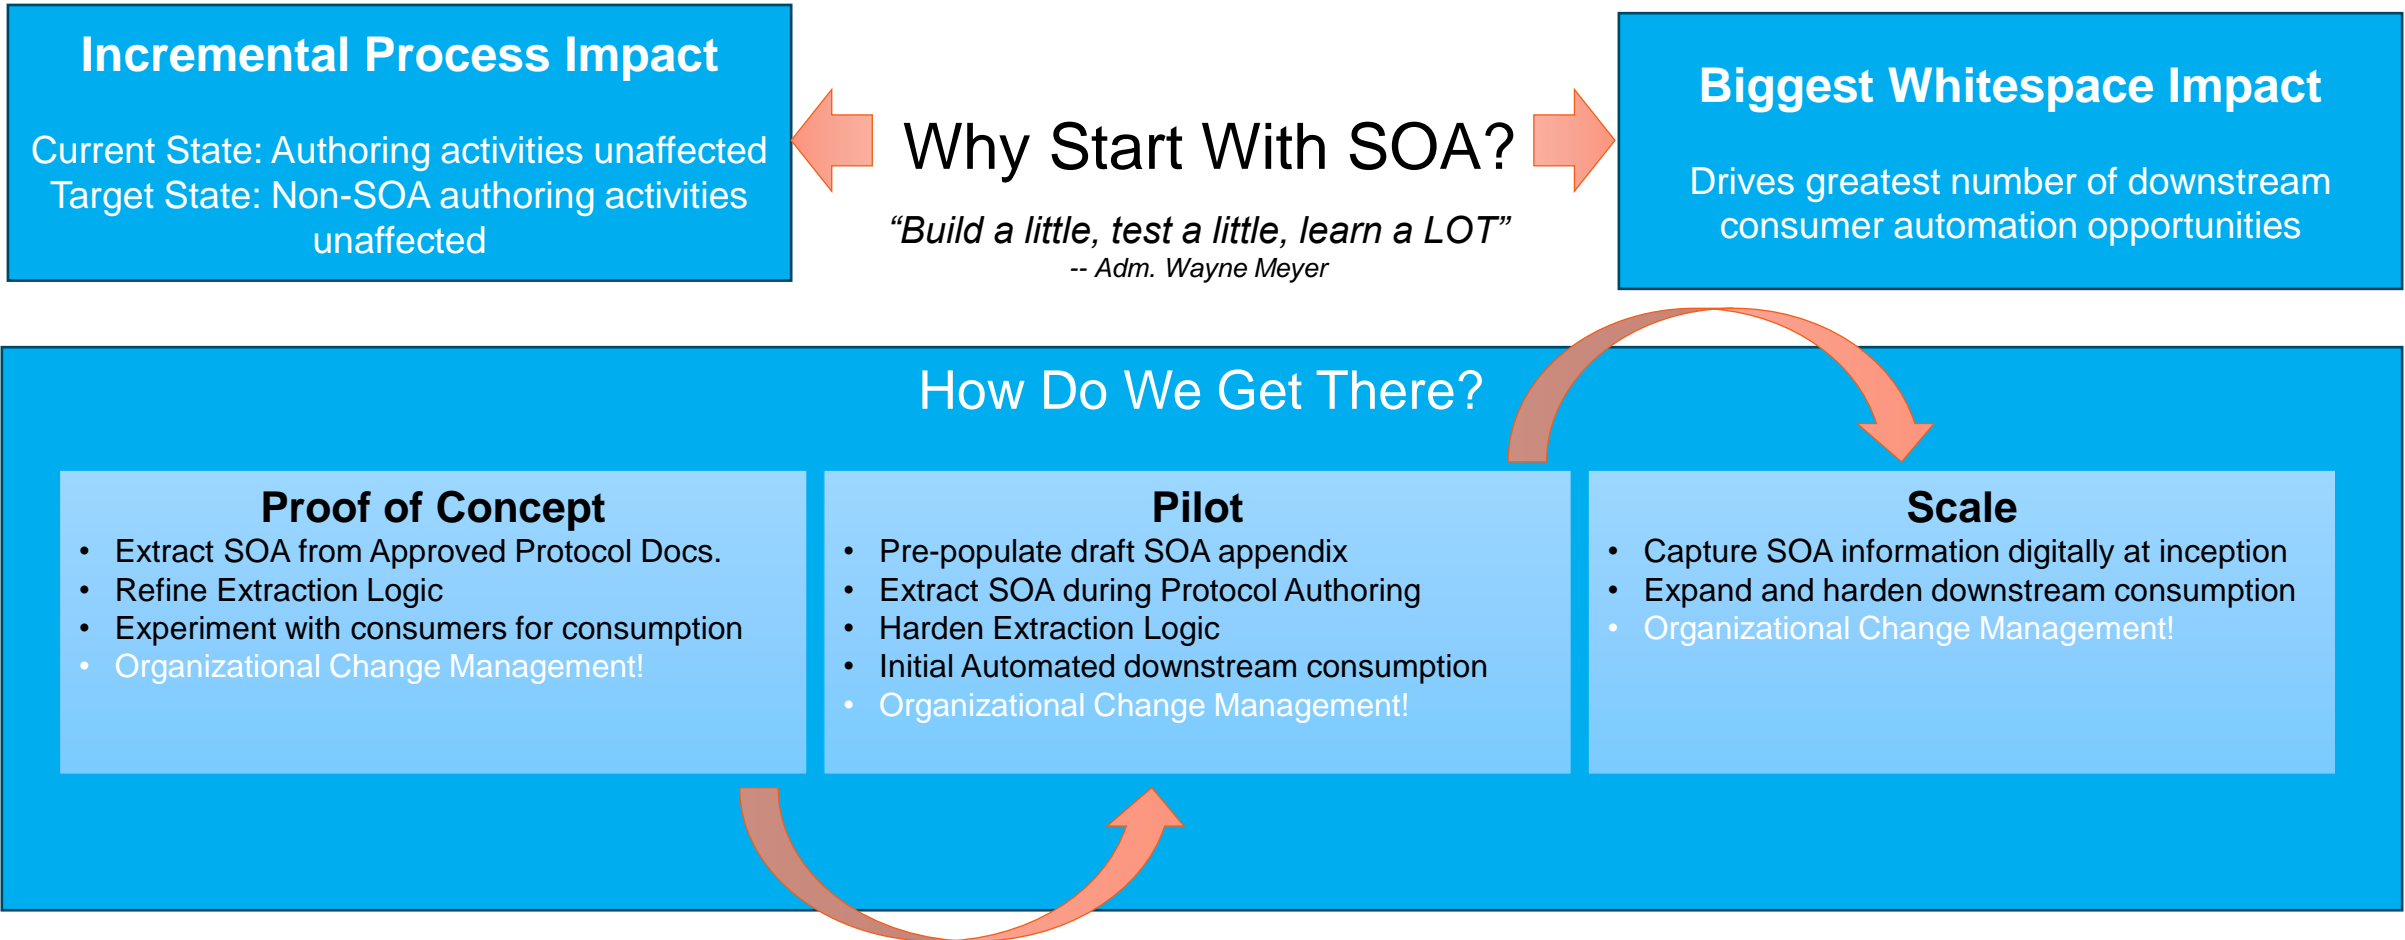 Incremental Process Impact
Current State: Authoring activities unaffected
Target State: Non-SOA authoring activities
unaffected
Why Start With SOA?
“Build a little, test a little, learn a LOT”
-- Adm. Wayne Meyer
Biggest Whitespace Impact
Drives greatest number of downstream
consumer automation opportunities
How Do We Get There?
Proof of Concept
• Extract SOA from Approved Protocol Docs.
• Refine Extraction Logic
• Experiment with consumers for consumption
• Organizational Change Management!
Pilot
• Pre-populate draft SOA appendix
• Extract SOA during Protocol Authoring
• Harden Extraction Logic
• Initial Automated downstream consumption
• Organizational Change Management!
Scale
• Capture SOA information digitally at inception
• Expand and harden downstream consumption
• Organizational Change Management!